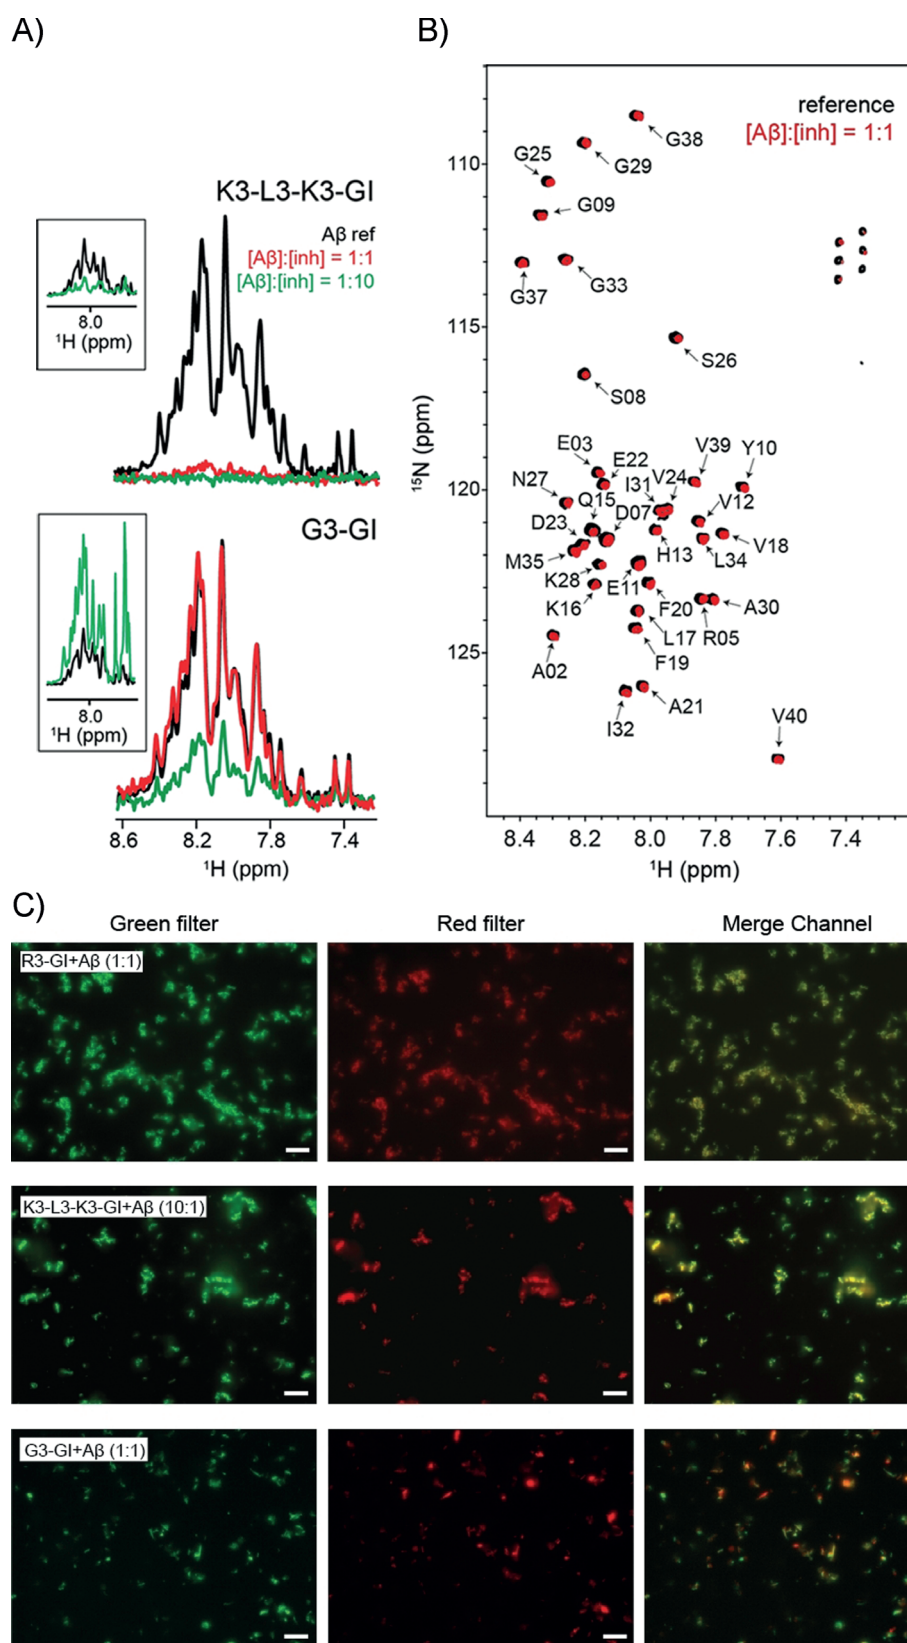 A)
B)
K3-L3-K3-GI
Aβ ref
[Aβ]:[inh] = 1:1
[Aβ]:[inh] = 1:10
8.0
¹H (ppm)
G3-GI
8.0
¹H (ppm)
8.6 8.2 7.8 7.4
¹H (ppm)
reference
[Aβ]:[inh] = 1:1
110
115
120
125
¹⁵N (ppm)
G38
G29
G25
G09
G37
G33
S26
S08
E03
E22
V39
Y10
N27
I31
V24
Q15
V12
D23
D07
M35
H13
L34
V18
K28
E11
K16
F20
A30
L17
R05
A02
F19
A21
I32
V40
8.4 8.2 8.0 7.8 7.6 7.4
¹H (ppm)
C)
Green filter Red filter Merge Channel
R3-GI+Aβ (1:1)
K3-L3-K3-GI+Aβ (10:1)
G3-GI+Aβ (1:1)